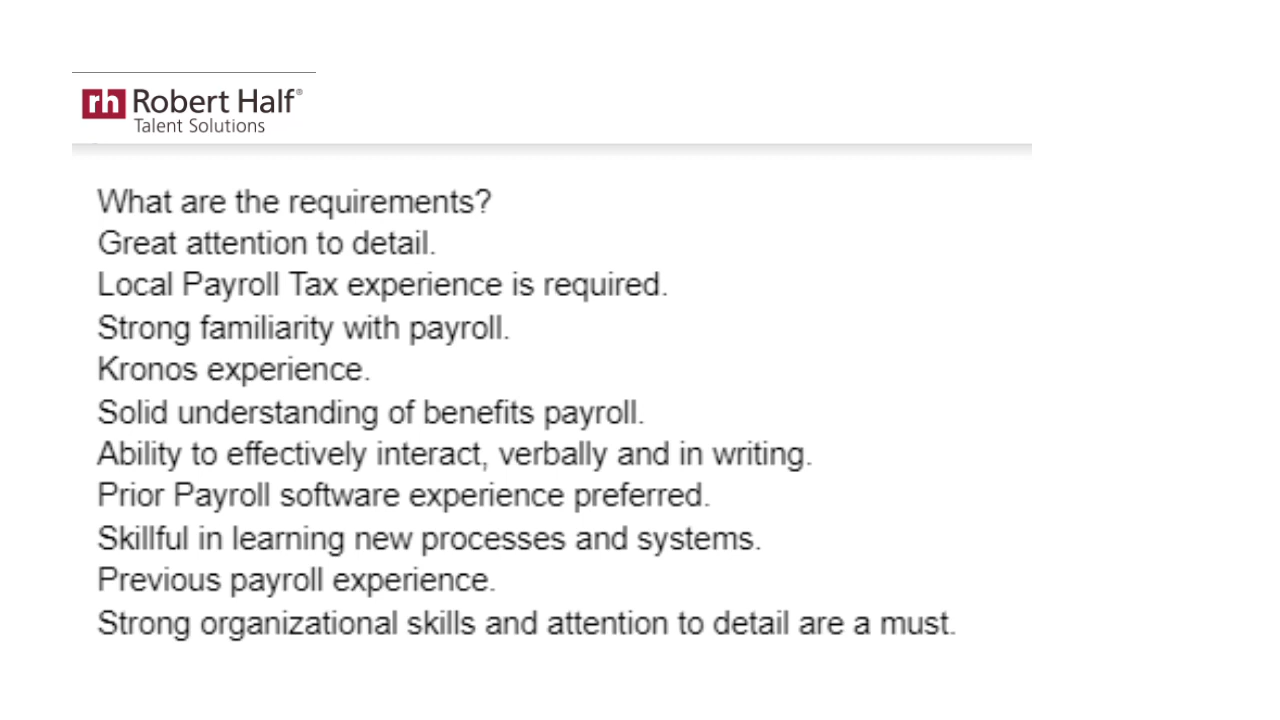 rh Robert Half®
Talent Solutions
What are the requirements?
Great attention to detail.
Local Payroll Tax experience is required.
Strong familiarity with payroll.
Kronos experience.
Solid understanding of benefits payroll.
Ability to effectively interact, verbally and in writing.
Prior Payroll software experience preferred.
Skillful in learning new processes and systems.
Previous payroll experience.
Strong organizational skills and attention to detail are a must.